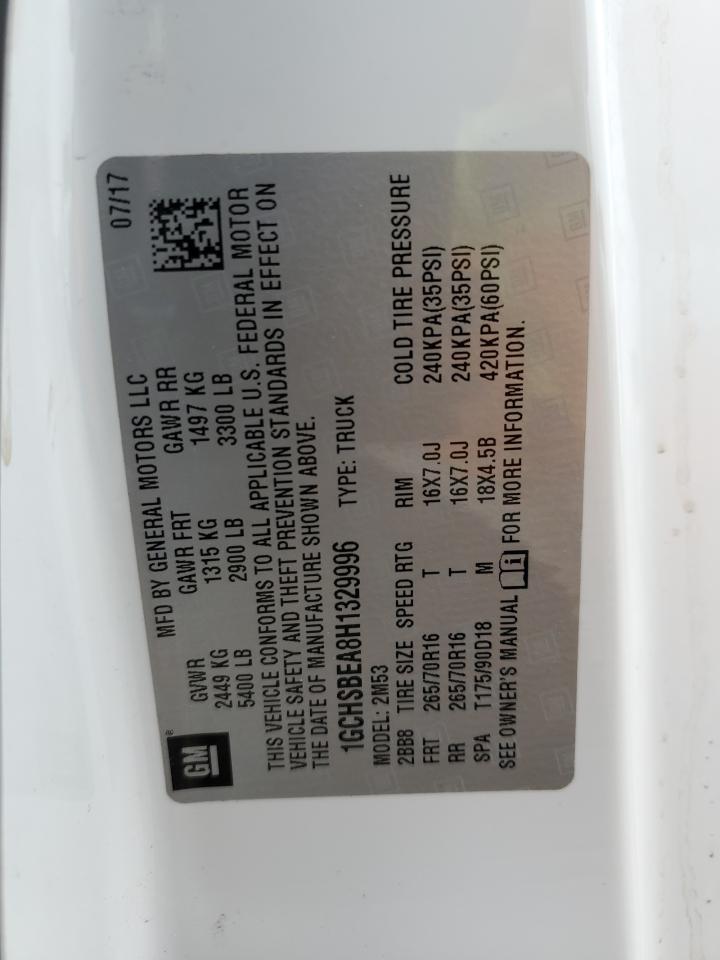 MFD BY GENERAL MOTORS LLC 07/17
GM®
GVWR GAWR FRT GAWR RR
2449 KG 1315 KG 1497 KG
5400 LB 2900 LB 3300 LB
THIS VEHICLE CONFORMS TO ALL APPLICABLE U.S. FEDERAL MOTOR
VEHICLE SAFETY AND THEFT PREVENTION STANDARDS IN EFFECT ON
THE DATE OF MANUFACTURE SHOWN ABOVE.
1GCHSBEA8H1329996 TYPE: TRUCK
MODEL: 2M53
2BB8 TIRE SIZE SPEED RTG RIM COLD TIRE PRESSURE
FRT 265/70R16 T 16X7.0J 240KPA(35PSI)
RR 265/70R16 T 16X7.0J 240KPA(35PSI)
SPA T175/90D18 M 18X4.5B 420KPA(60PSI)
SEE OWNER'S MANUAL i FOR MORE INFORMATION.